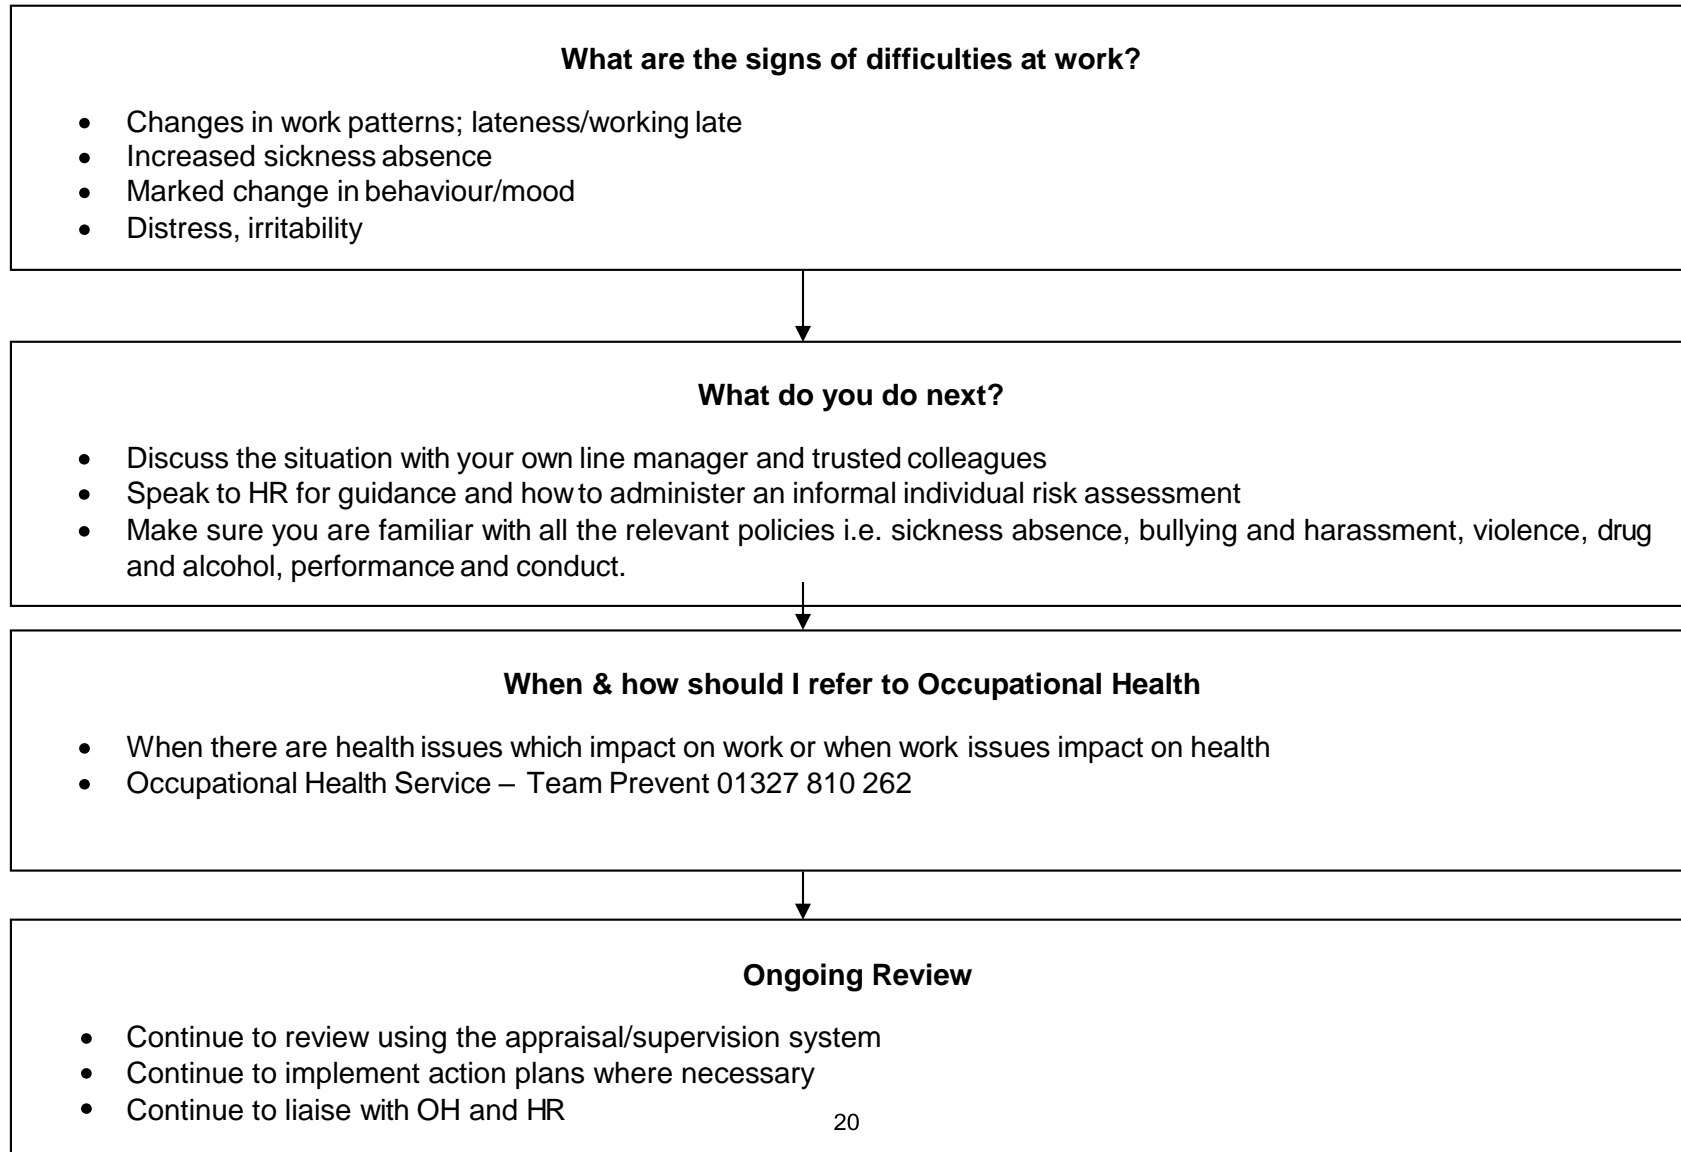 What are the signs of difficulties at work?
• Changes in work patterns; lateness/working late
• Increased sickness absence
• Marked change in behaviour/mood
• Distress, irritability
What do you do next?
• Discuss the situation with your own line manager and trusted colleagues
• Speak to HR for guidance and how to administer an informal individual risk assessment
• Make sure you are familiar with all the relevant policies i.e. sickness absence, bullying and harassment, violence, drug
and alcohol, performance and conduct.
When & how should I refer to Occupational Health
• When there are health issues which impact on work or when work issues impact on health
• Occupational Health Service – Team Prevent 01327 810 262
Ongoing Review
• Continue to review using the appraisal/supervision system
• Continue to implement action plans where necessary
• Continue to liaise with OH and HR
20